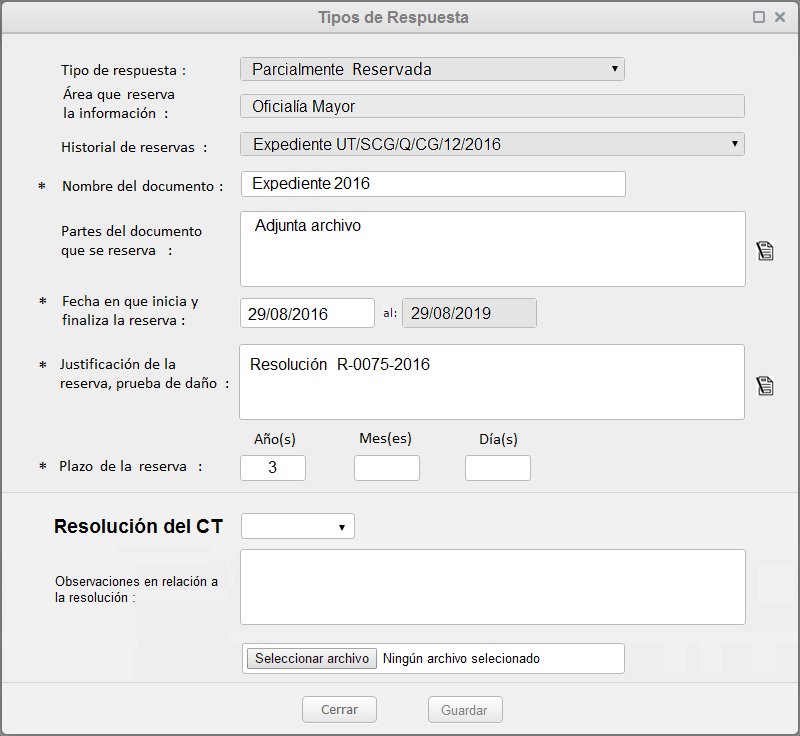 Tipos de Respuesta
Tipo de respuesta :
Parcialmente Reservada
Área que reserva
la información :
Oficialía Mayor
Historial de reservas :
Expediente UT/SCG/Q/CG/12/2016
* Nombre del documento :
Expediente 2016
Partes del documento
que se reserva :
Adjunta archivo
* Fecha en que inicia y
finaliza la reserva :
29/08/2016 al: 29/08/2019
* Justificación de la
reserva, prueba de daño :
Resolución R-0075-2016
Año(s) Mes(es) Día(s)
* Plazo de la reserva : 3
Resolución del CT
Observaciones en relación a
la resolución :
Seleccionar archivo Ningún archivo selecionado
Cerrar Guardar